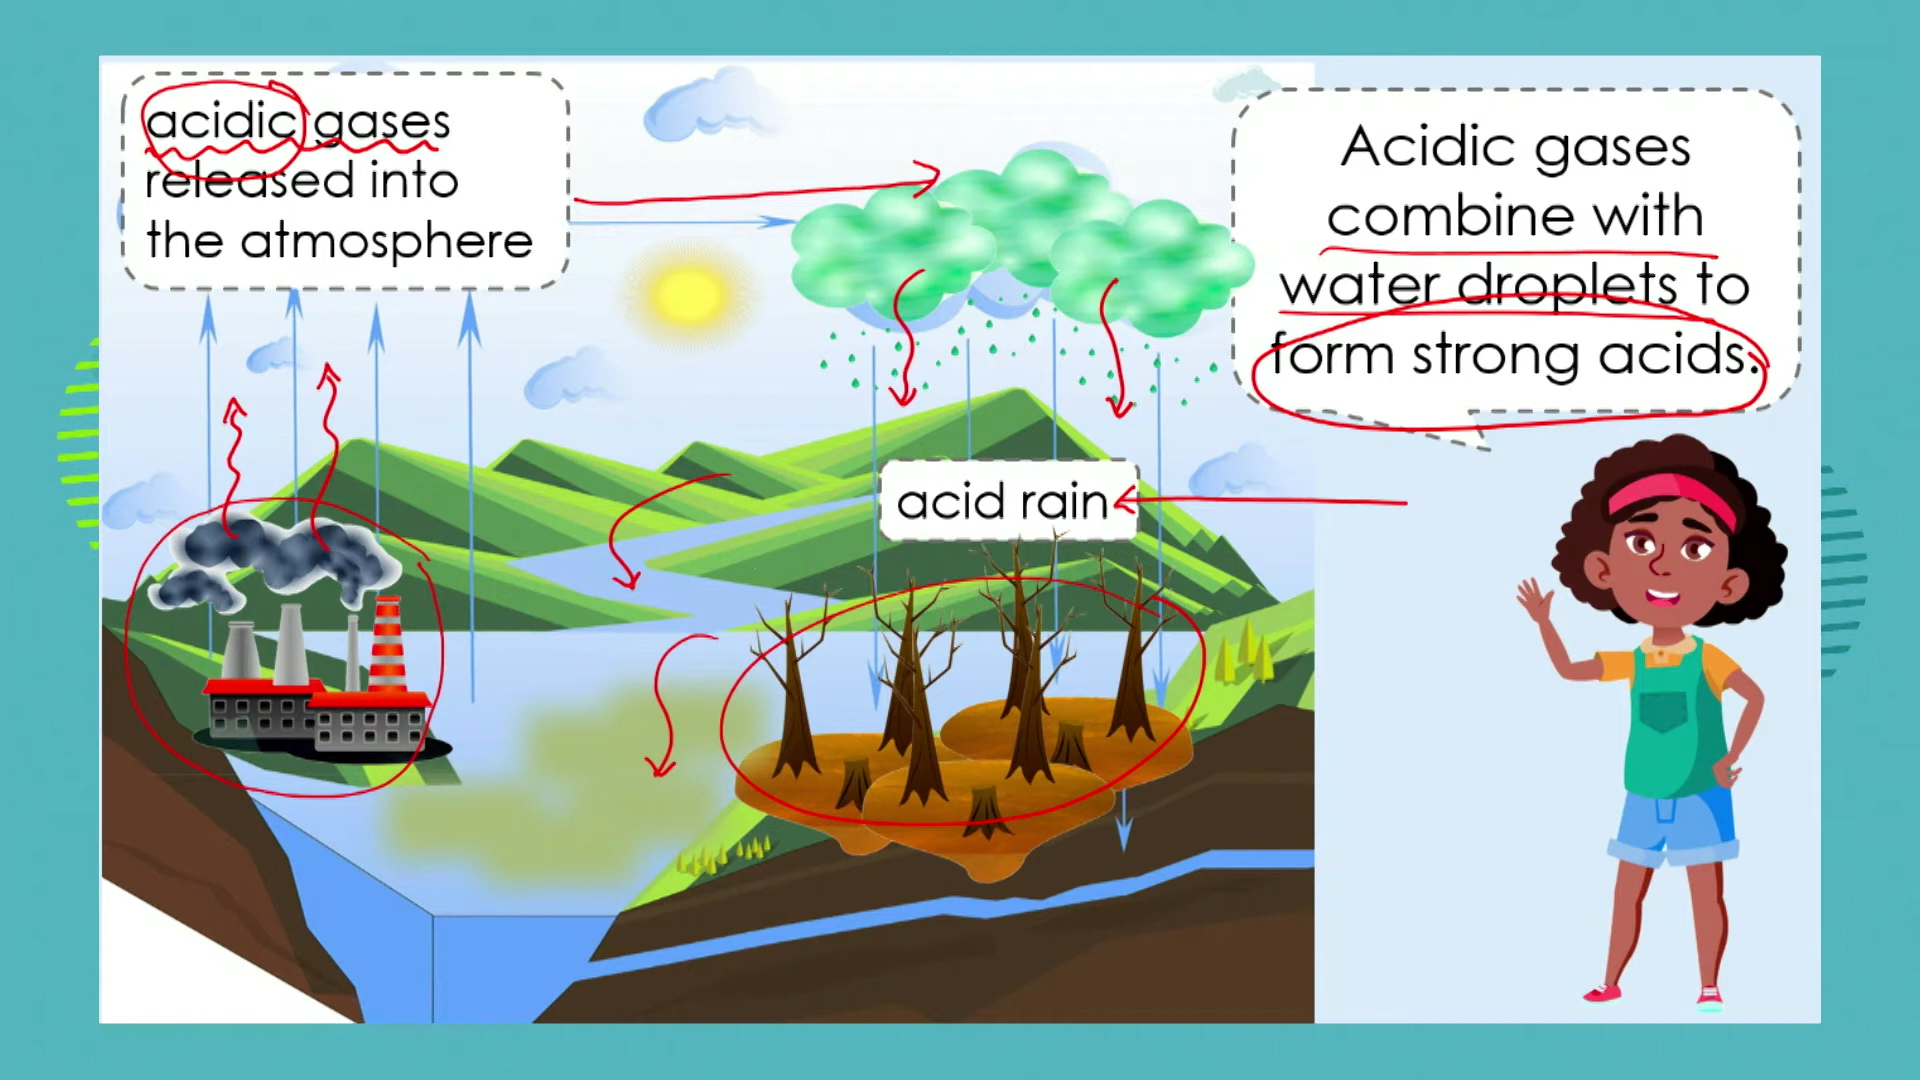 acidic gases
released into
the atmosphere
Acidic gases
combine with
water droplets to
form strong acids.
acid rain